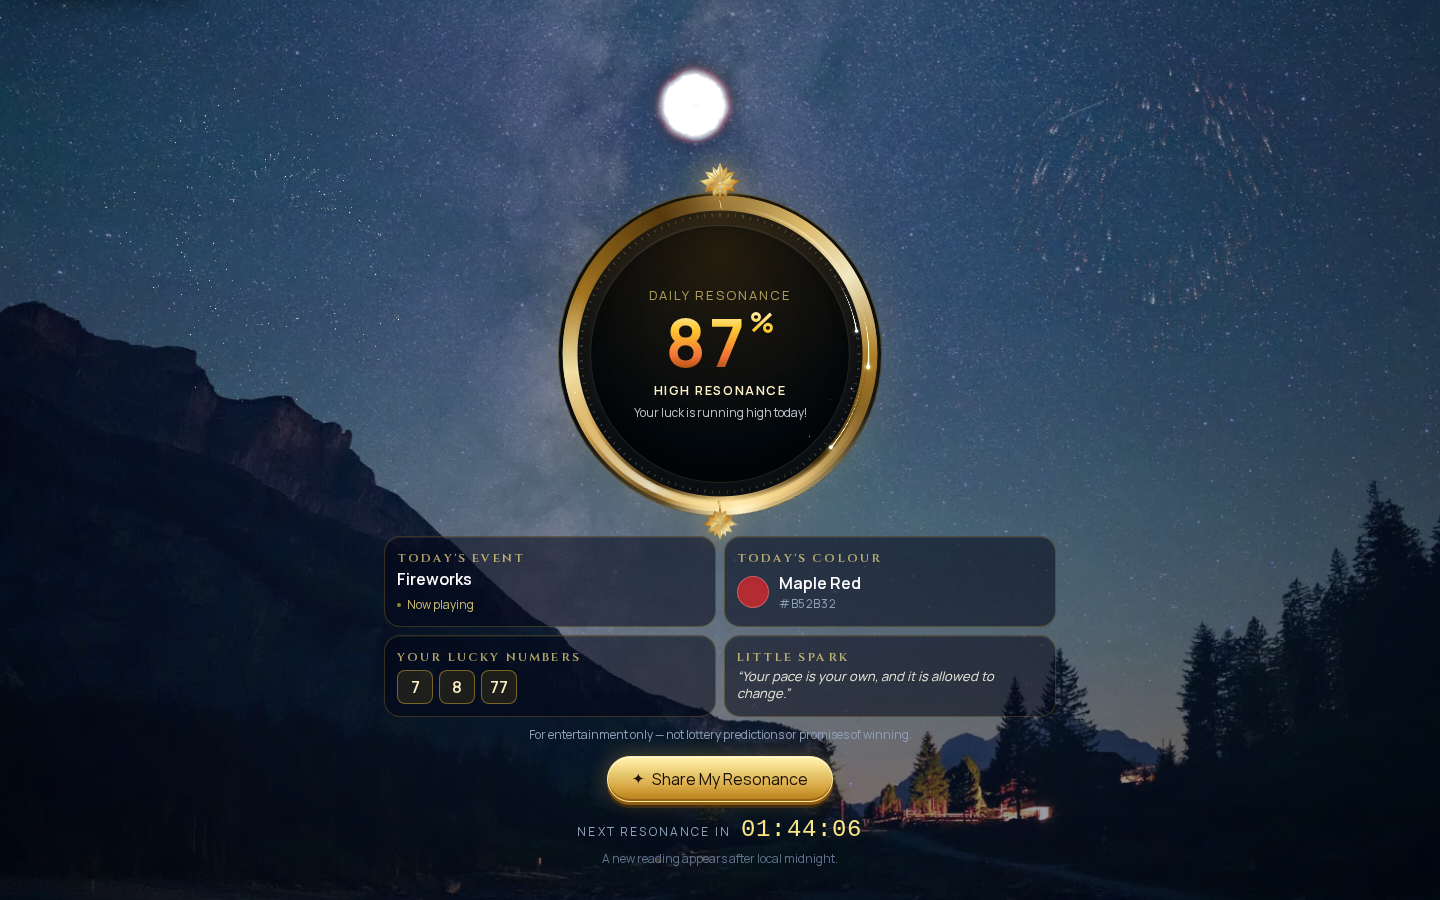 DAILY RESONANCE
87%
HIGH RESONANCE
Your luck is running high today!
TODAY'S EVENT
Fireworks
• Now playing
TODAY'S COLOUR
Maple Red
#B52B32
YOUR LUCKY NUMBERS
7 8 77
LITTLE SPARK
“Your pace is your own, and it is allowed to
change.”
For entertainment only — not lottery predictions or promises of winning.
✦ Share My Resonance
NEXT RESONANCE IN 01:44:06
A new reading appears after local midnight.